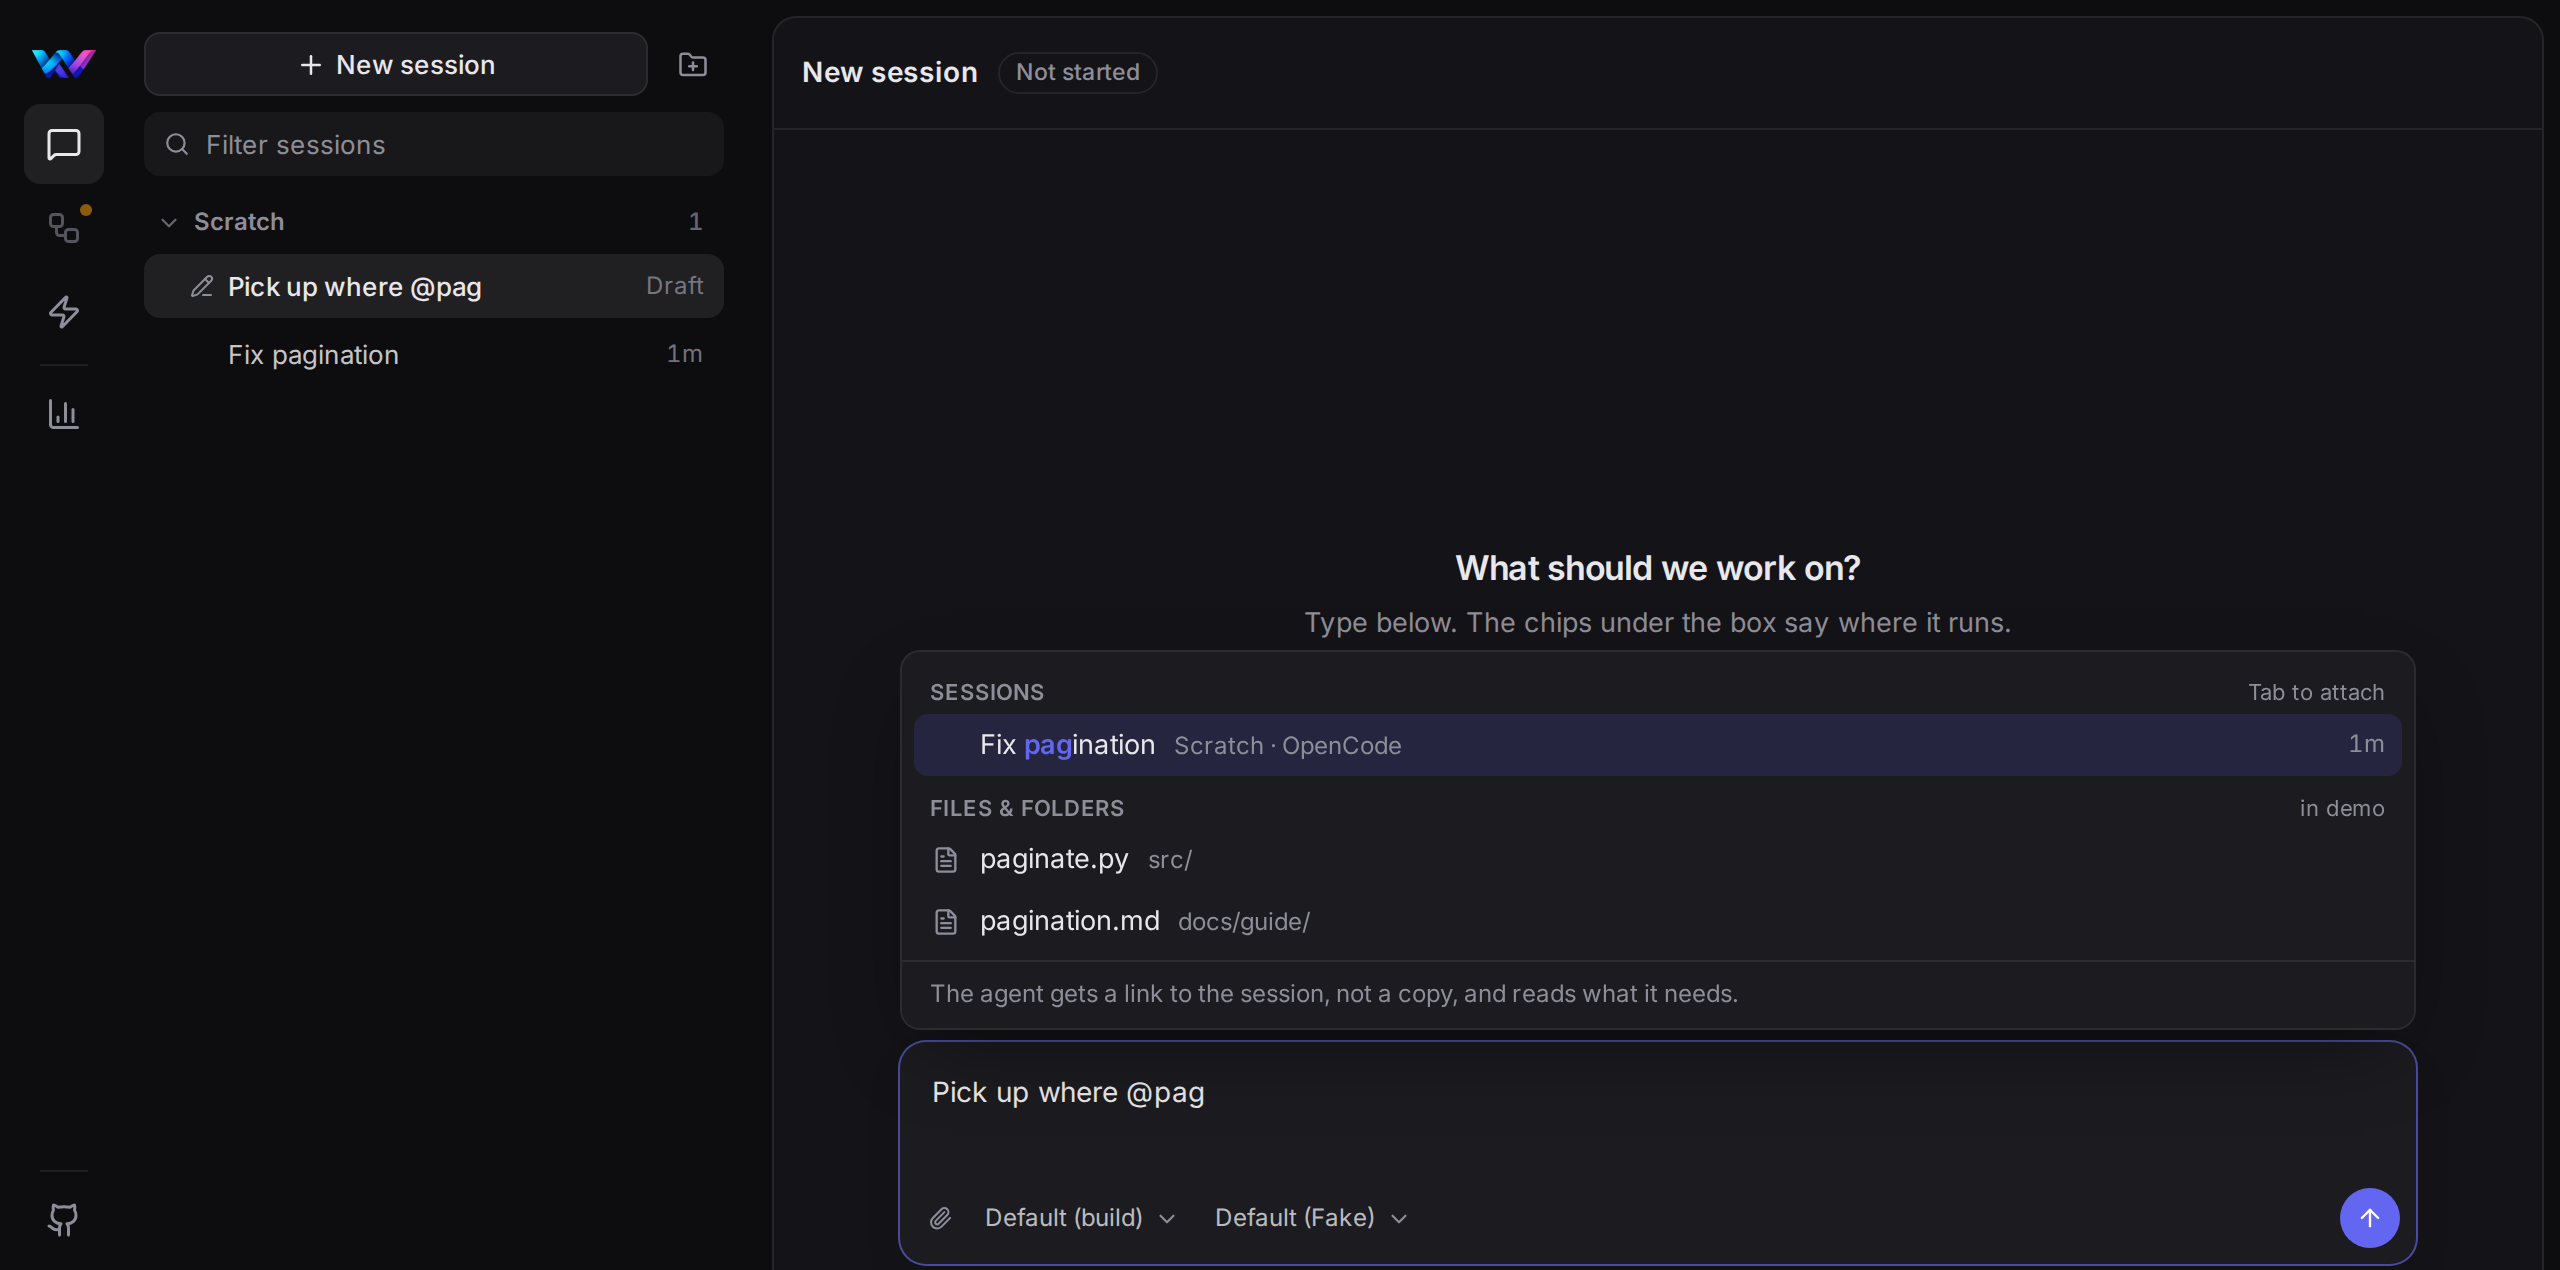 New session
Filter sessions
Scratch 1
Pick up where @pag Draft
Fix pagination 1m
New session Not started
What should we work on?
Type below. The chips under the box say where it runs.
SESSIONS Tab to attach
Fix pagination Scratch · OpenCode 1m
FILES & FOLDERS in demo
paginate.py src/
pagination.md docs/guide/
The agent gets a link to the session, not a copy, and reads what it needs.
Pick up where @pag
Default (build) Default (Fake)